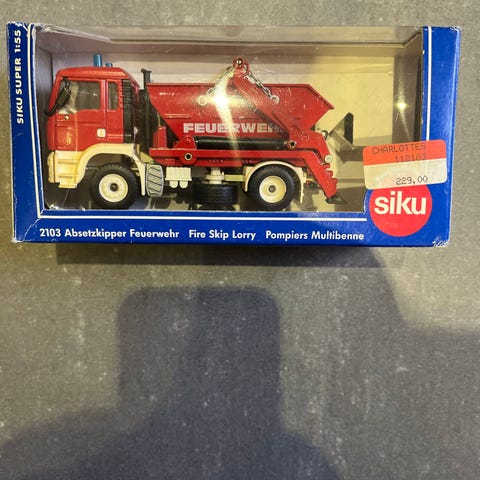 SIKU SUPER 1:55
FEUERWEHR
CHARLOTTES
229,00
siku
2103 Absetzkipper Feuerwehr Fire Skip Lorry Pompiers Multibenne